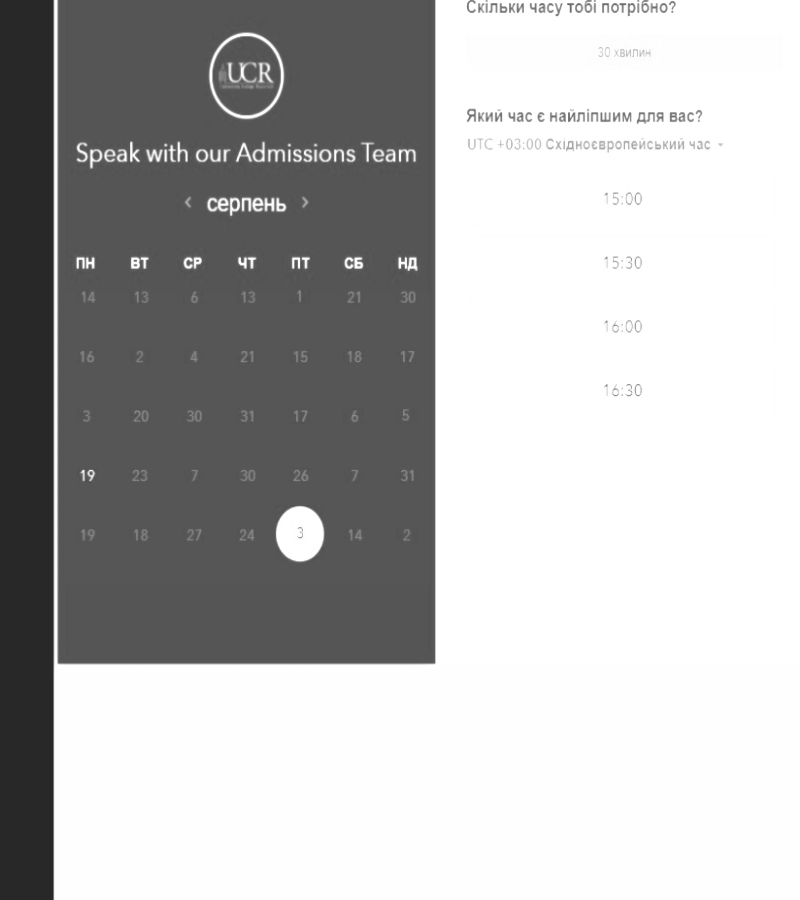 UCR
Speak with our Admissions Team
серпень
ПН ВТ СР ЧТ ПТ СБ НД
14 13 6 13 1 21 30
16 2 4 21 15 18 17
3 20 30 31 17 6 5
19 23 7 30 26 7 31
19 18 27 24 3 14 2
Скільки часу тобі потрібно?
30 хвилин
Який час є найліпшим для вас?
UTC +03:00 Східноєвропейський час
15:00
15:30
16:00
16:30